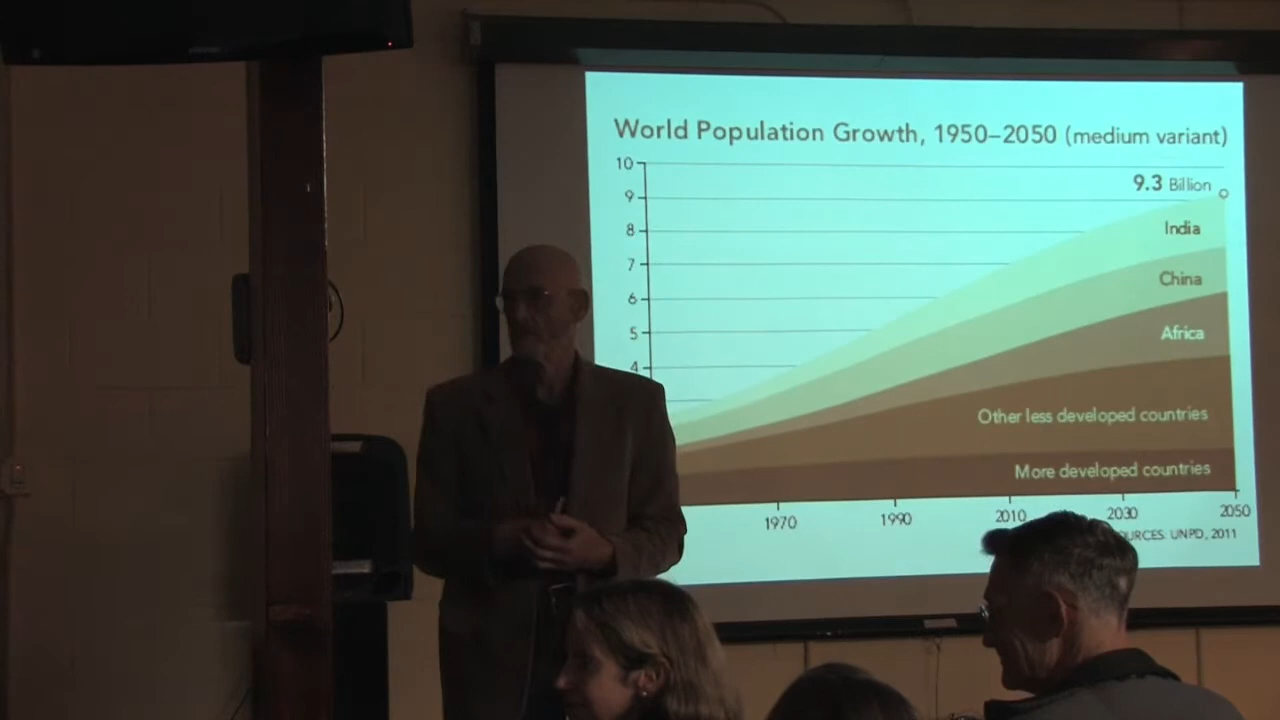 World Population Growth, 1950–2050 (medium variant)
10
9.3 Billion
9
8
India
7
China
6
5
Africa
4
Other less developed countries
More developed countries
1970
1990
2010
2030
2050
UNPD, 2011